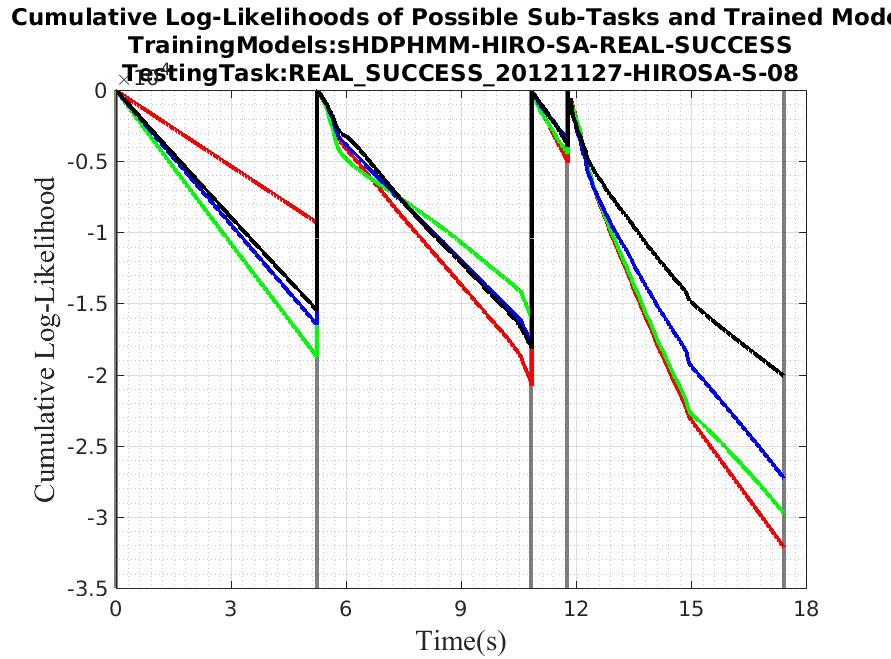 Cumulative Log-Likelihoods of Possible Sub-Tasks and Trained Mode
TrainingModels:sHDPHMM-HIRO-SA-REAL-SUCCESS
TestingTask:REAL_SUCCESS_20121127-HIROSA-S-08
×10^4
0
-0.5
-1
-1.5
-2
-2.5
-3
-3.5
Cumulative Log-Likelihood
0 3 6 9 12 15 18
Time(s)